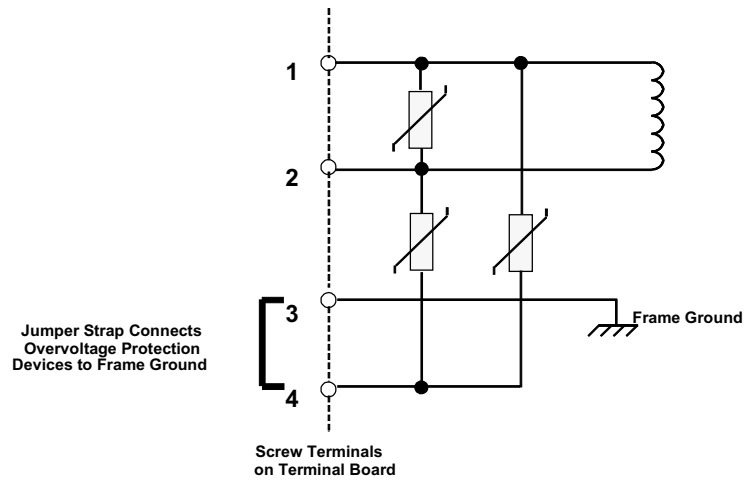 1
2
3
Frame Ground
Jumper Strap Connects
Overvoltage Protection
Devices to Frame Ground
4
Screw Terminals
on Terminal Board